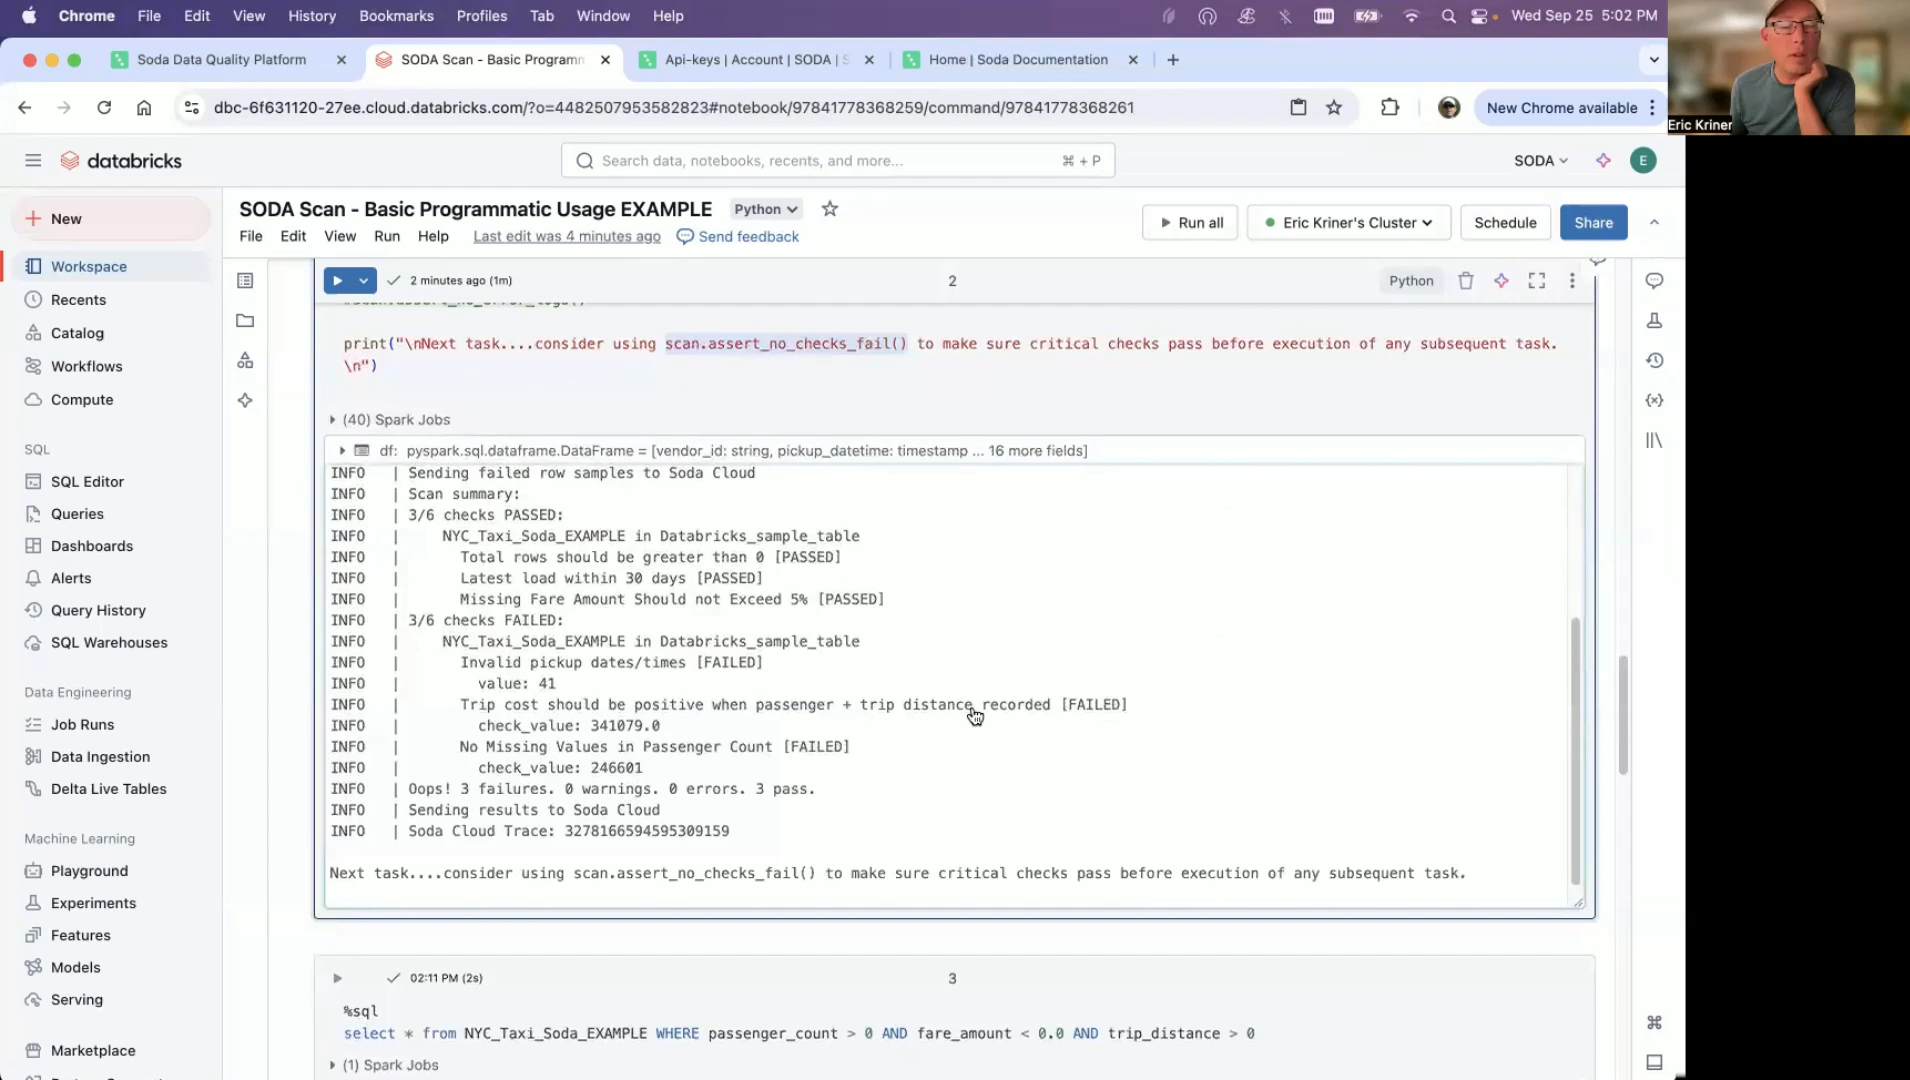 Chrome File Edit View History Bookmarks Profiles Tab Window Help Wed Sep 25 5:02 PM
Soda Data Quality Platform
SODA Scan - Basic Programm
Api-keys | Account | SODA | S
Home | Soda Documentation
dbc-6f631120-27ee.cloud.databricks.com/?o=4482507953582823#notebook/97841778368259/command/97841778368261
New Chrome available
Eric Kriner
databricks
Search data, notebooks, recents, and more...
⌘ + P
SODA
E
New
Workspace
Recents
Catalog
Workflows
Compute
SQL
SQL Editor
Queries
Dashboards
Alerts
Query History
SQL Warehouses
Data Engineering
Job Runs
Data Ingestion
Delta Live Tables
Machine Learning
Playground
Experiments
Features
Models
Serving
Marketplace
SODA Scan - Basic Programmatic Usage EXAMPLE Python
File Edit View Run Help Last edit was 4 minutes ago Send feedback
Run all
Eric Kriner's Cluster
Schedule
Share
2 minutes ago (1m)
2
Python
print("\nNext task....consider using scan.assert_no_checks_fail() to make sure critical checks pass before execution of any subsequent task.
\n")
(40) Spark Jobs
df: pyspark.sql.dataframe.DataFrame = [vendor_id: string, pickup_datetime: timestamp ... 16 more fields]
INFO | Sending failed row samples to Soda Cloud
INFO | Scan summary:
INFO | 3/6 checks PASSED:
INFO | NYC_Taxi_Soda_EXAMPLE in Databricks_sample_table
INFO | Total rows should be greater than 0 [PASSED]
INFO | Latest load within 30 days [PASSED]
INFO | Missing Fare Amount Should not Exceed 5% [PASSED]
INFO | 3/6 checks FAILED:
INFO | NYC_Taxi_Soda_EXAMPLE in Databricks_sample_table
INFO | Invalid pickup dates/times [FAILED]
INFO | value: 41
INFO | Trip cost should be positive when passenger + trip distance recorded [FAILED]
INFO | check_value: 341079.0
INFO | No Missing Values in Passenger Count [FAILED]
INFO | check_value: 246601
INFO | Oops! 3 failures. 0 warnings. 0 errors. 3 pass.
INFO | Sending results to Soda Cloud
INFO | Soda Cloud Trace: 3278166594595309159
Next task....consider using scan.assert_no_checks_fail() to make sure critical checks pass before execution of any subsequent task.
02:11 PM (2s)
3
%sql
select * from NYC_Taxi_Soda_EXAMPLE WHERE passenger_count > 0 AND fare_amount < 0.0 AND trip_distance > 0
(1) Spark Jobs